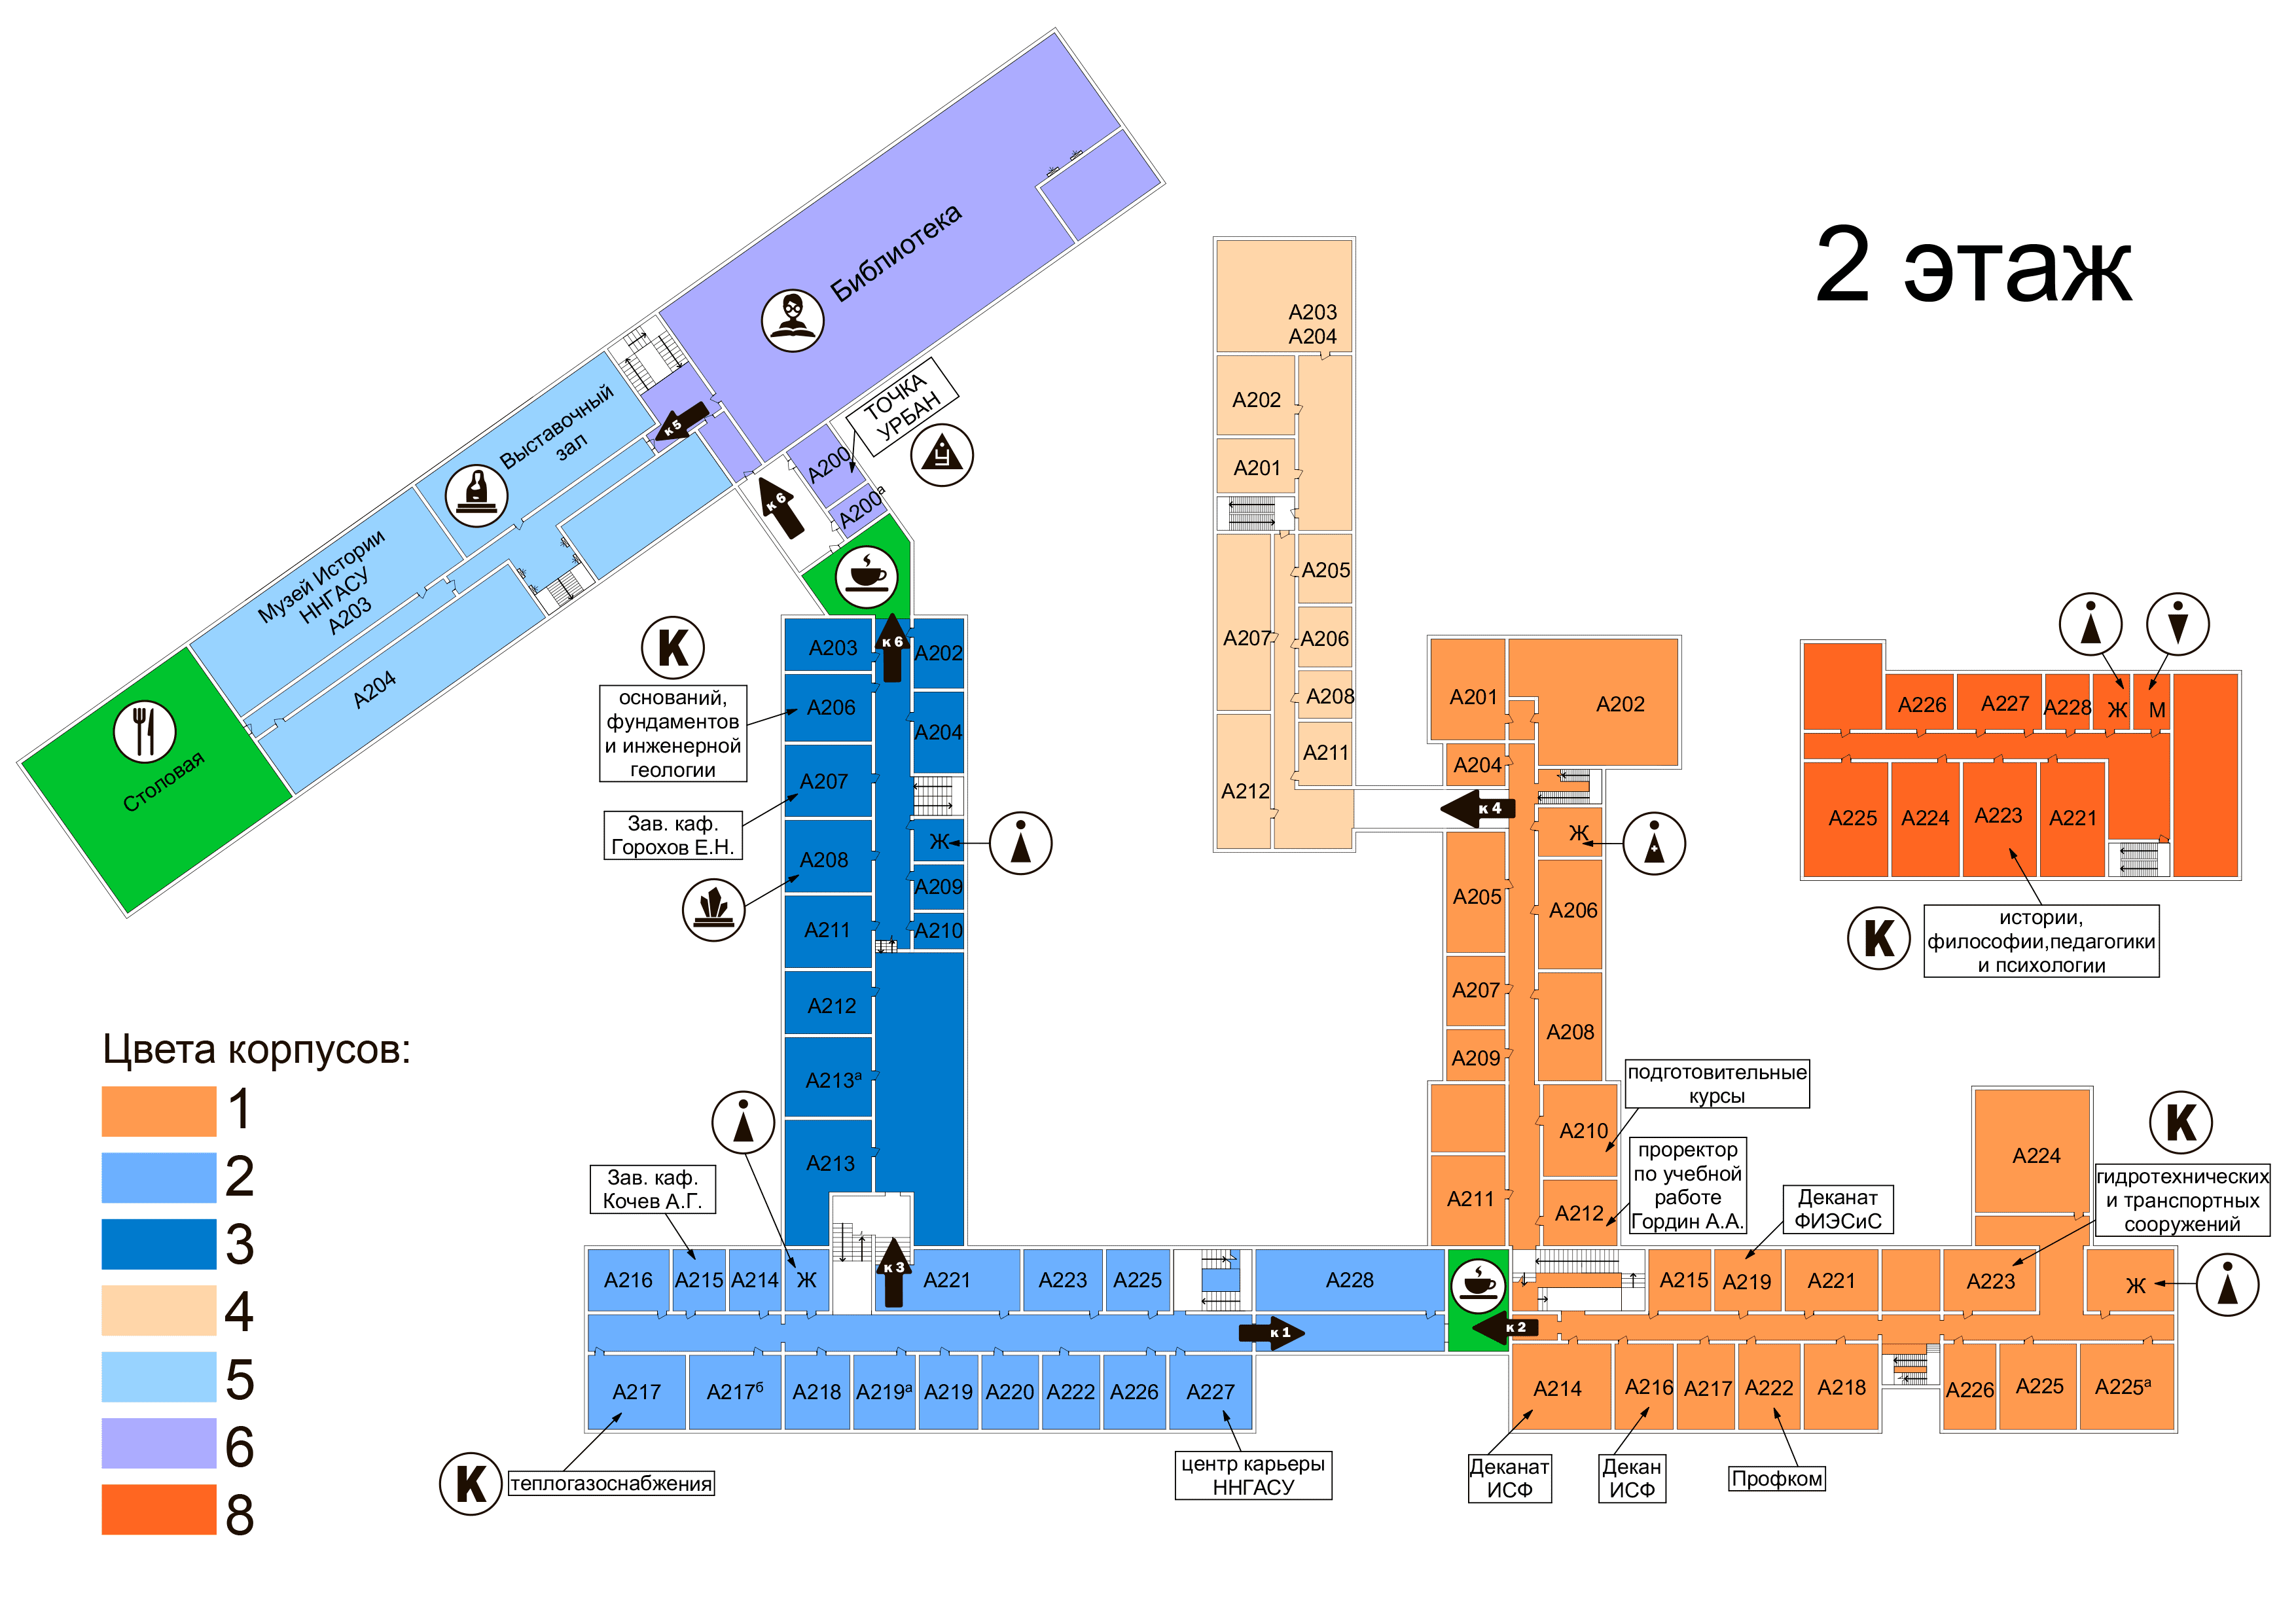 2 этаж
Библиотека
ТОЧКА
УРБАН
У
А200
А200а
к 5
к 6
Выставочный
зал
Музей Истории
ННГАСУ
А203
А204
Столовая
К
оснований,
фундаментов
и инженерной
геологии
Зав. каф.
Горохов Е.Н.
к 6
А203
А202
А206
А204
А207
А208
Ж
А209
А211
А210
А212
А213а
А213
А203
А204
А202
А201
А205
А207
А206
А208
А211
А212
А201
А202
А204
к 4
Ж
А205
А206
А207
А208
А209
А210
А211
А212
подготовительные
курсы
проректор
по учебной
работе
Гордин А.А.
А226
А227
А228
Ж
М
А225
А224
А223
А221
К
истории,
философии,педагогики
и психологии
Цвета корпусов:
1
2
3
4
5
6
8
Зав. каф.
Кочев А.Г.
А216
А215
А214
Ж
к 3
А221
А223
А225
А228
к 1
А217
А217б
А218
А219а
А219
А220
А222
А226
А227
К
теплогазоснабжения
центр карьеры
ННГАСУ
Деканат
ФИЭСиС
К
гидротехнических
и транспортных
сооружений
А224
А215
А219
А221
А223
Ж
к 2
А214
А216
А217
А222
А218
А226
А225
А225а
Деканат
ИСФ
Декан
ИСФ
Профком